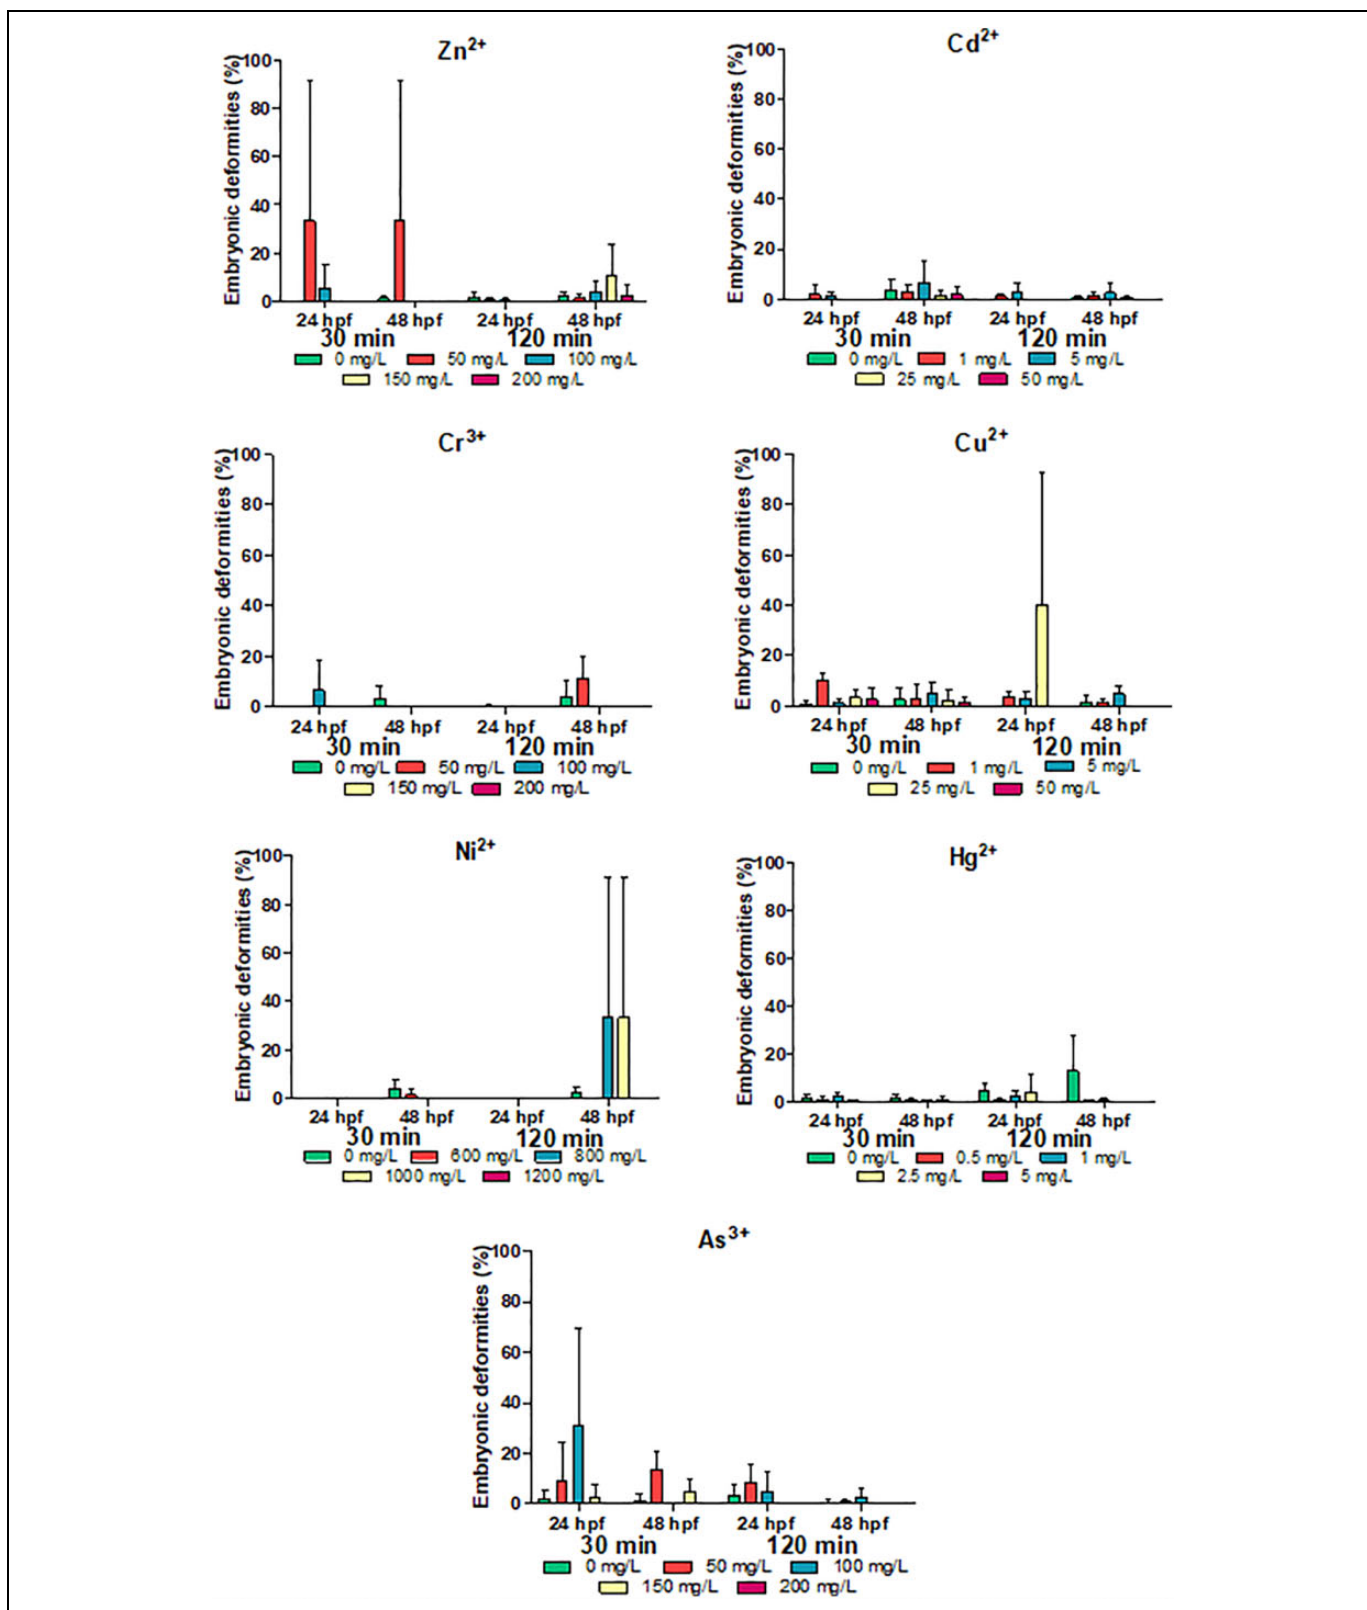 Zn2+
Embryonic deformities (%)
100
80
60
40
20
0
24 hpf 48 hpf 24 hpf 48 hpf
30 min 120 min
0 mg/L 50 mg/L 100 mg/L
150 mg/L 200 mg/L
Cd2+
Embryonic deformities (%)
100
80
60
40
20
0
24 hpf 48 hpf 24 hpf 48 hpf
30 min 120 min
0 mg/L 1 mg/L 5 mg/L
25 mg/L 50 mg/L
Cr3+
Embryonic deformities (%)
100
80
60
40
20
0
24 hpf 48 hpf 24 hpf 48 hpf
30 min 120 min
0 mg/L 50 mg/L 100 mg/L
150 mg/L 200 mg/L
Cu2+
Embryonic deformities (%)
100
80
60
40
20
0
24 hpf 48 hpf 24 hpf 48 hpf
30 min 120 min
0 mg/L 1 mg/L 5 mg/L
25 mg/L 50 mg/L
Ni2+
Embryonic deformities (%)
100
80
60
40
20
0
24 hpf 48 hpf 24 hpf 48 hpf
30 min 120 min
0 mg/L 600 mg/L 800 mg/L
1000 mg/L 1200 mg/L
Hg2+
Embryonic deformities (%)
100
80
60
40
20
0
24 hpf 48 hpf 24 hpf 48 hpf
30 min 120 min
0 mg/L 0.5 mg/L 1 mg/L
2.5 mg/L 5 mg/L
As3+
Embryonic deformities (%)
100
80
60
40
20
0
24 hpf 48 hpf 24 hpf 48 hpf
30 min 120 min
0 mg/L 50 mg/L 100 mg/L
150 mg/L 200 mg/L